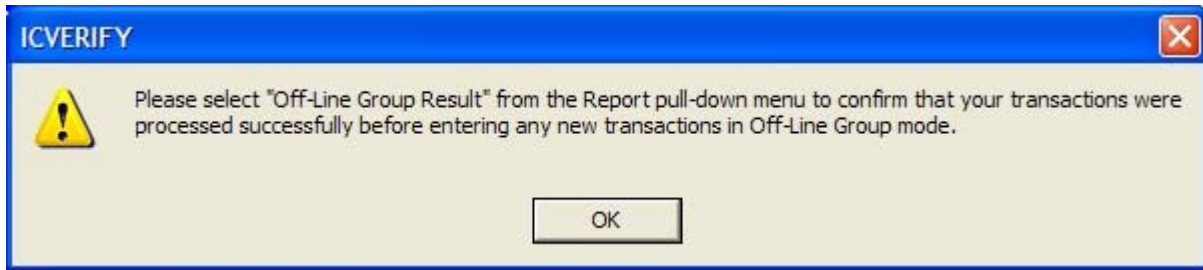 ICVERIFY
Please select "Off-Line Group Result" from the Report pull-down menu to confirm that your transactions were
processed successfully before entering any new transactions in Off-Line Group mode.
OK